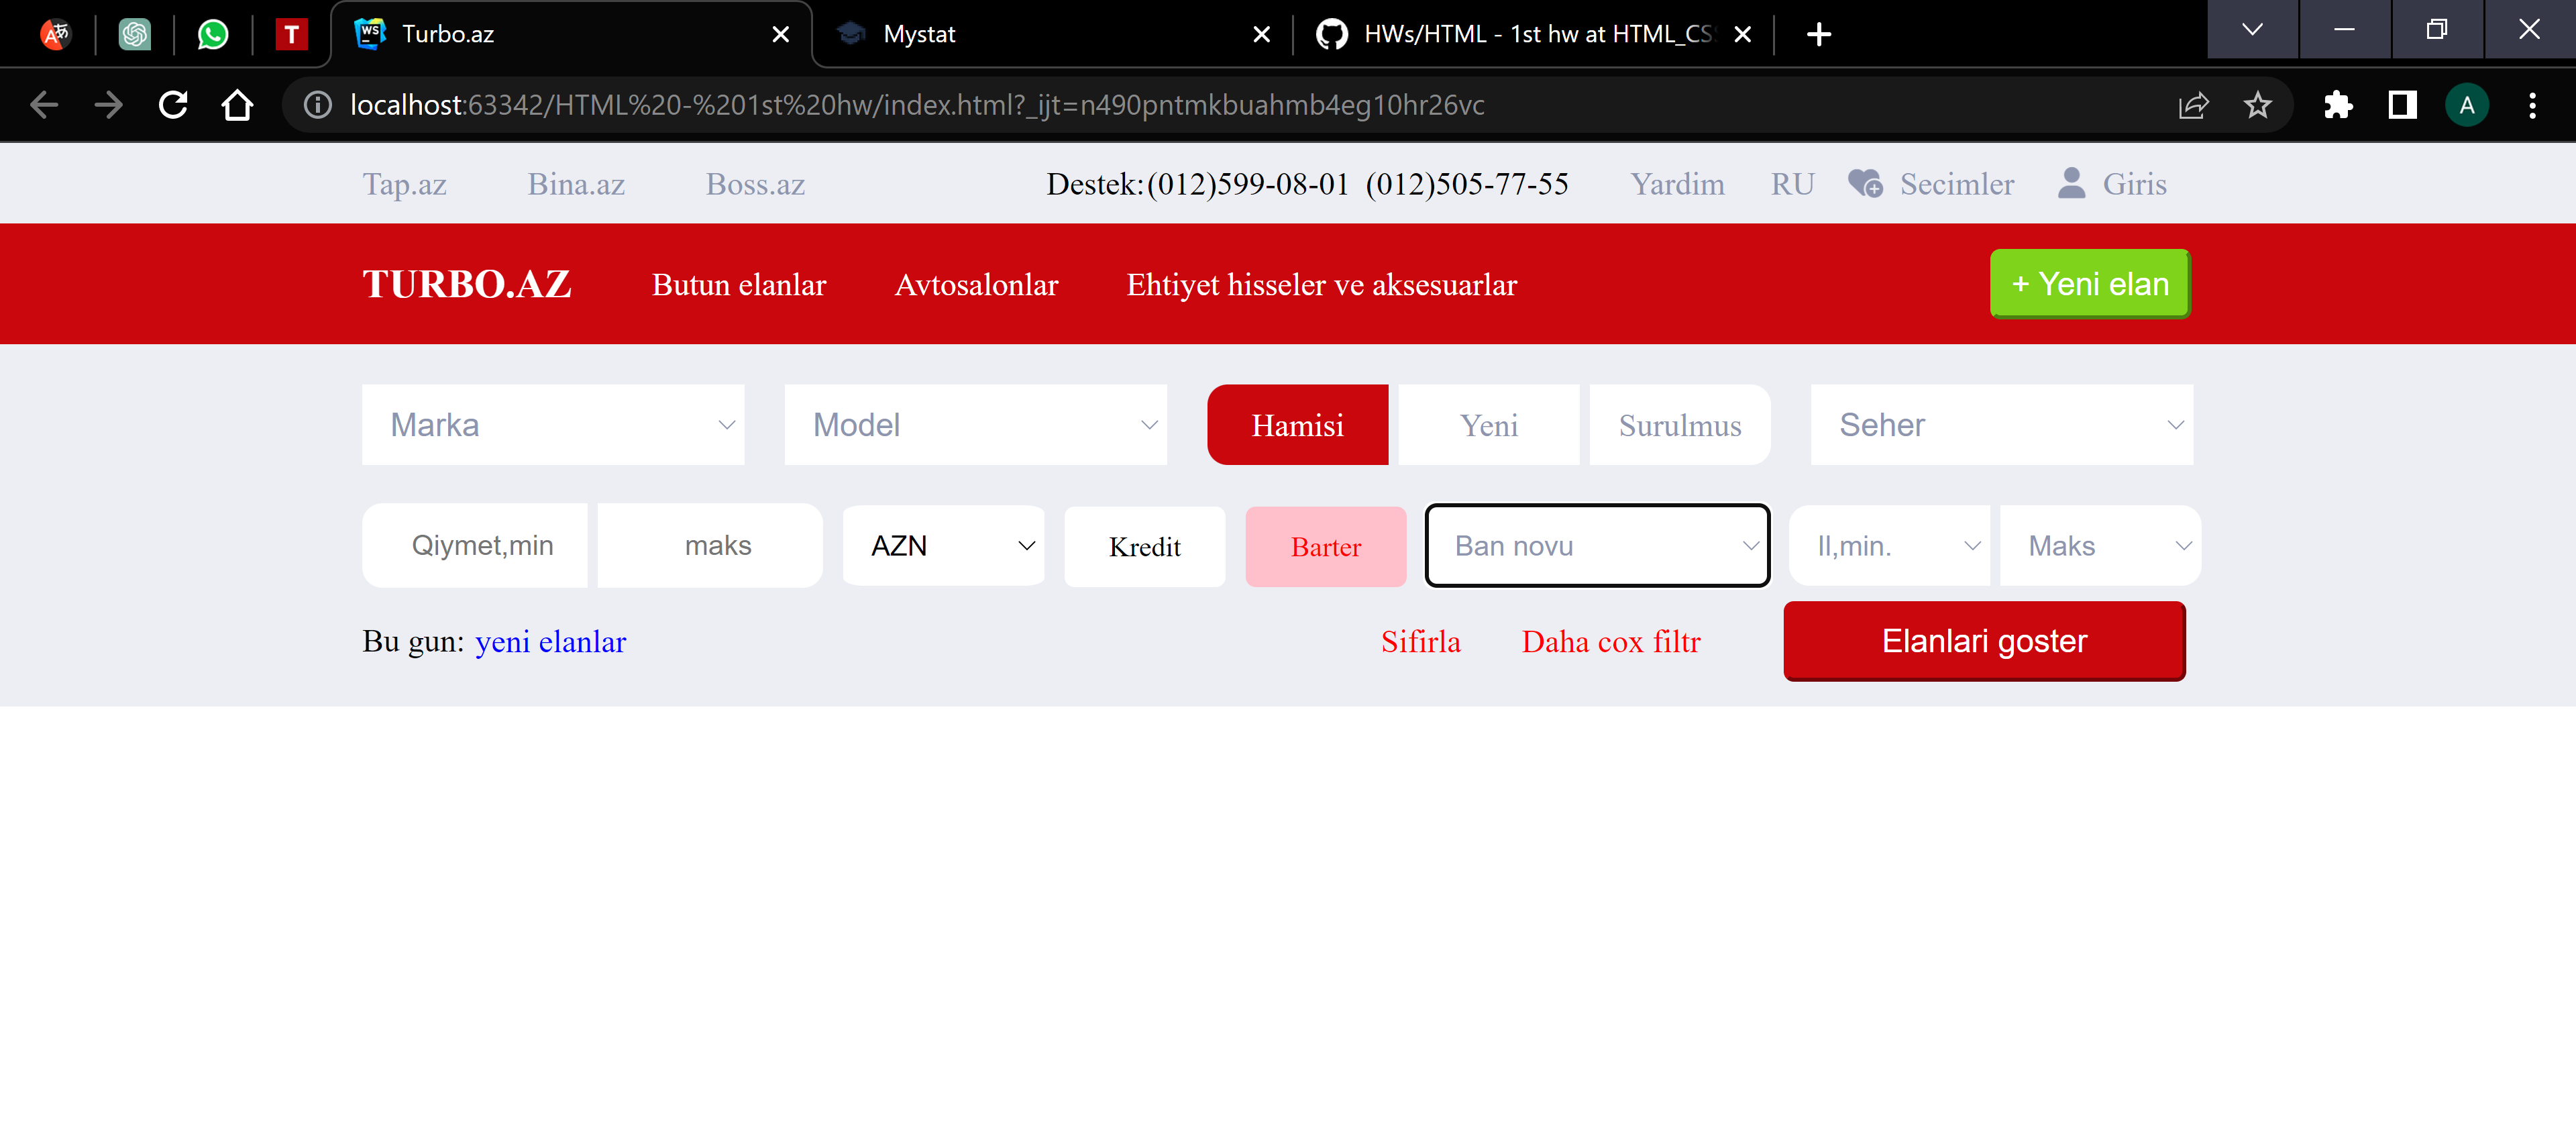 Turbo.az Mystat HWs/HTML - 1st hw at HTML_CS
localhost:63342/HTML%20-%201st%20hw/index.html?_ijt=n490pntmkbuahmb4eg10hr26vc A
Tap.az Bina.az Boss.az Destek:(012)599-08-01 (012)505-77-55 Yardim RU Secimler Giris
TURBO.AZ Butun elanlar Avtosalonlar Ehtiyet hisseler ve aksesuarlar + Yeni elan
Marka Model Hamisi Yeni Surulmus Seher
Qiymet,min maks AZN Kredit Barter Ban novu Il,min. Maks
Bu gun: yeni elanlar Sifirla Daha cox filtr Elanlari goster